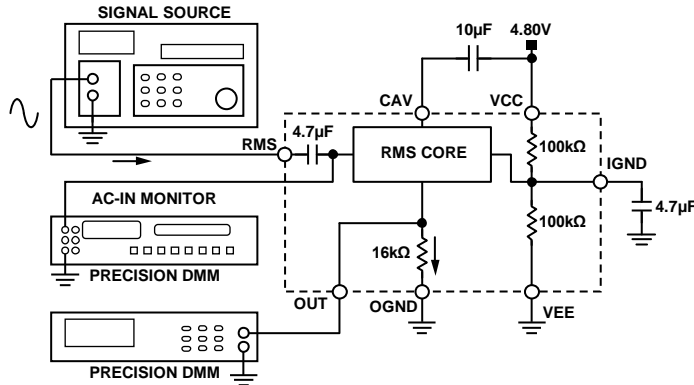 SIGNAL SOURCE
10µF
4.80V
CAV
VCC
4.7µF
RMS
RMS CORE
100kΩ
IGND
AC-IN MONITOR
100kΩ
4.7µF
16kΩ
PRECISION DMM
OUT
OGND
VEE
PRECISION DMM